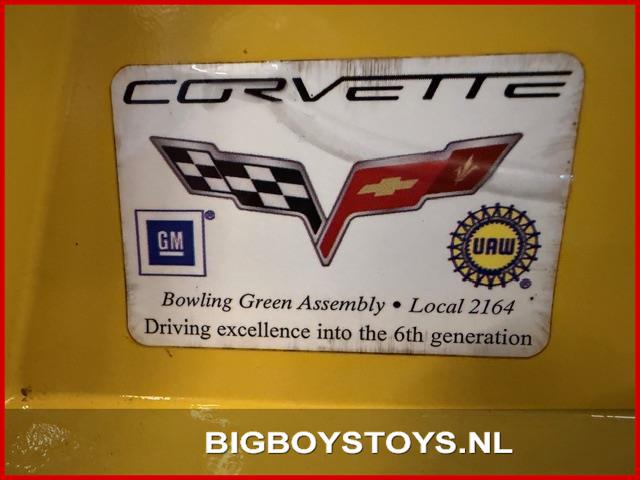 CORVETTE
GM ®
UAW ®
Bowling Green Assembly • Local 2164
Driving excellence into the 6th generation
BIGBOYSTOYS.NL